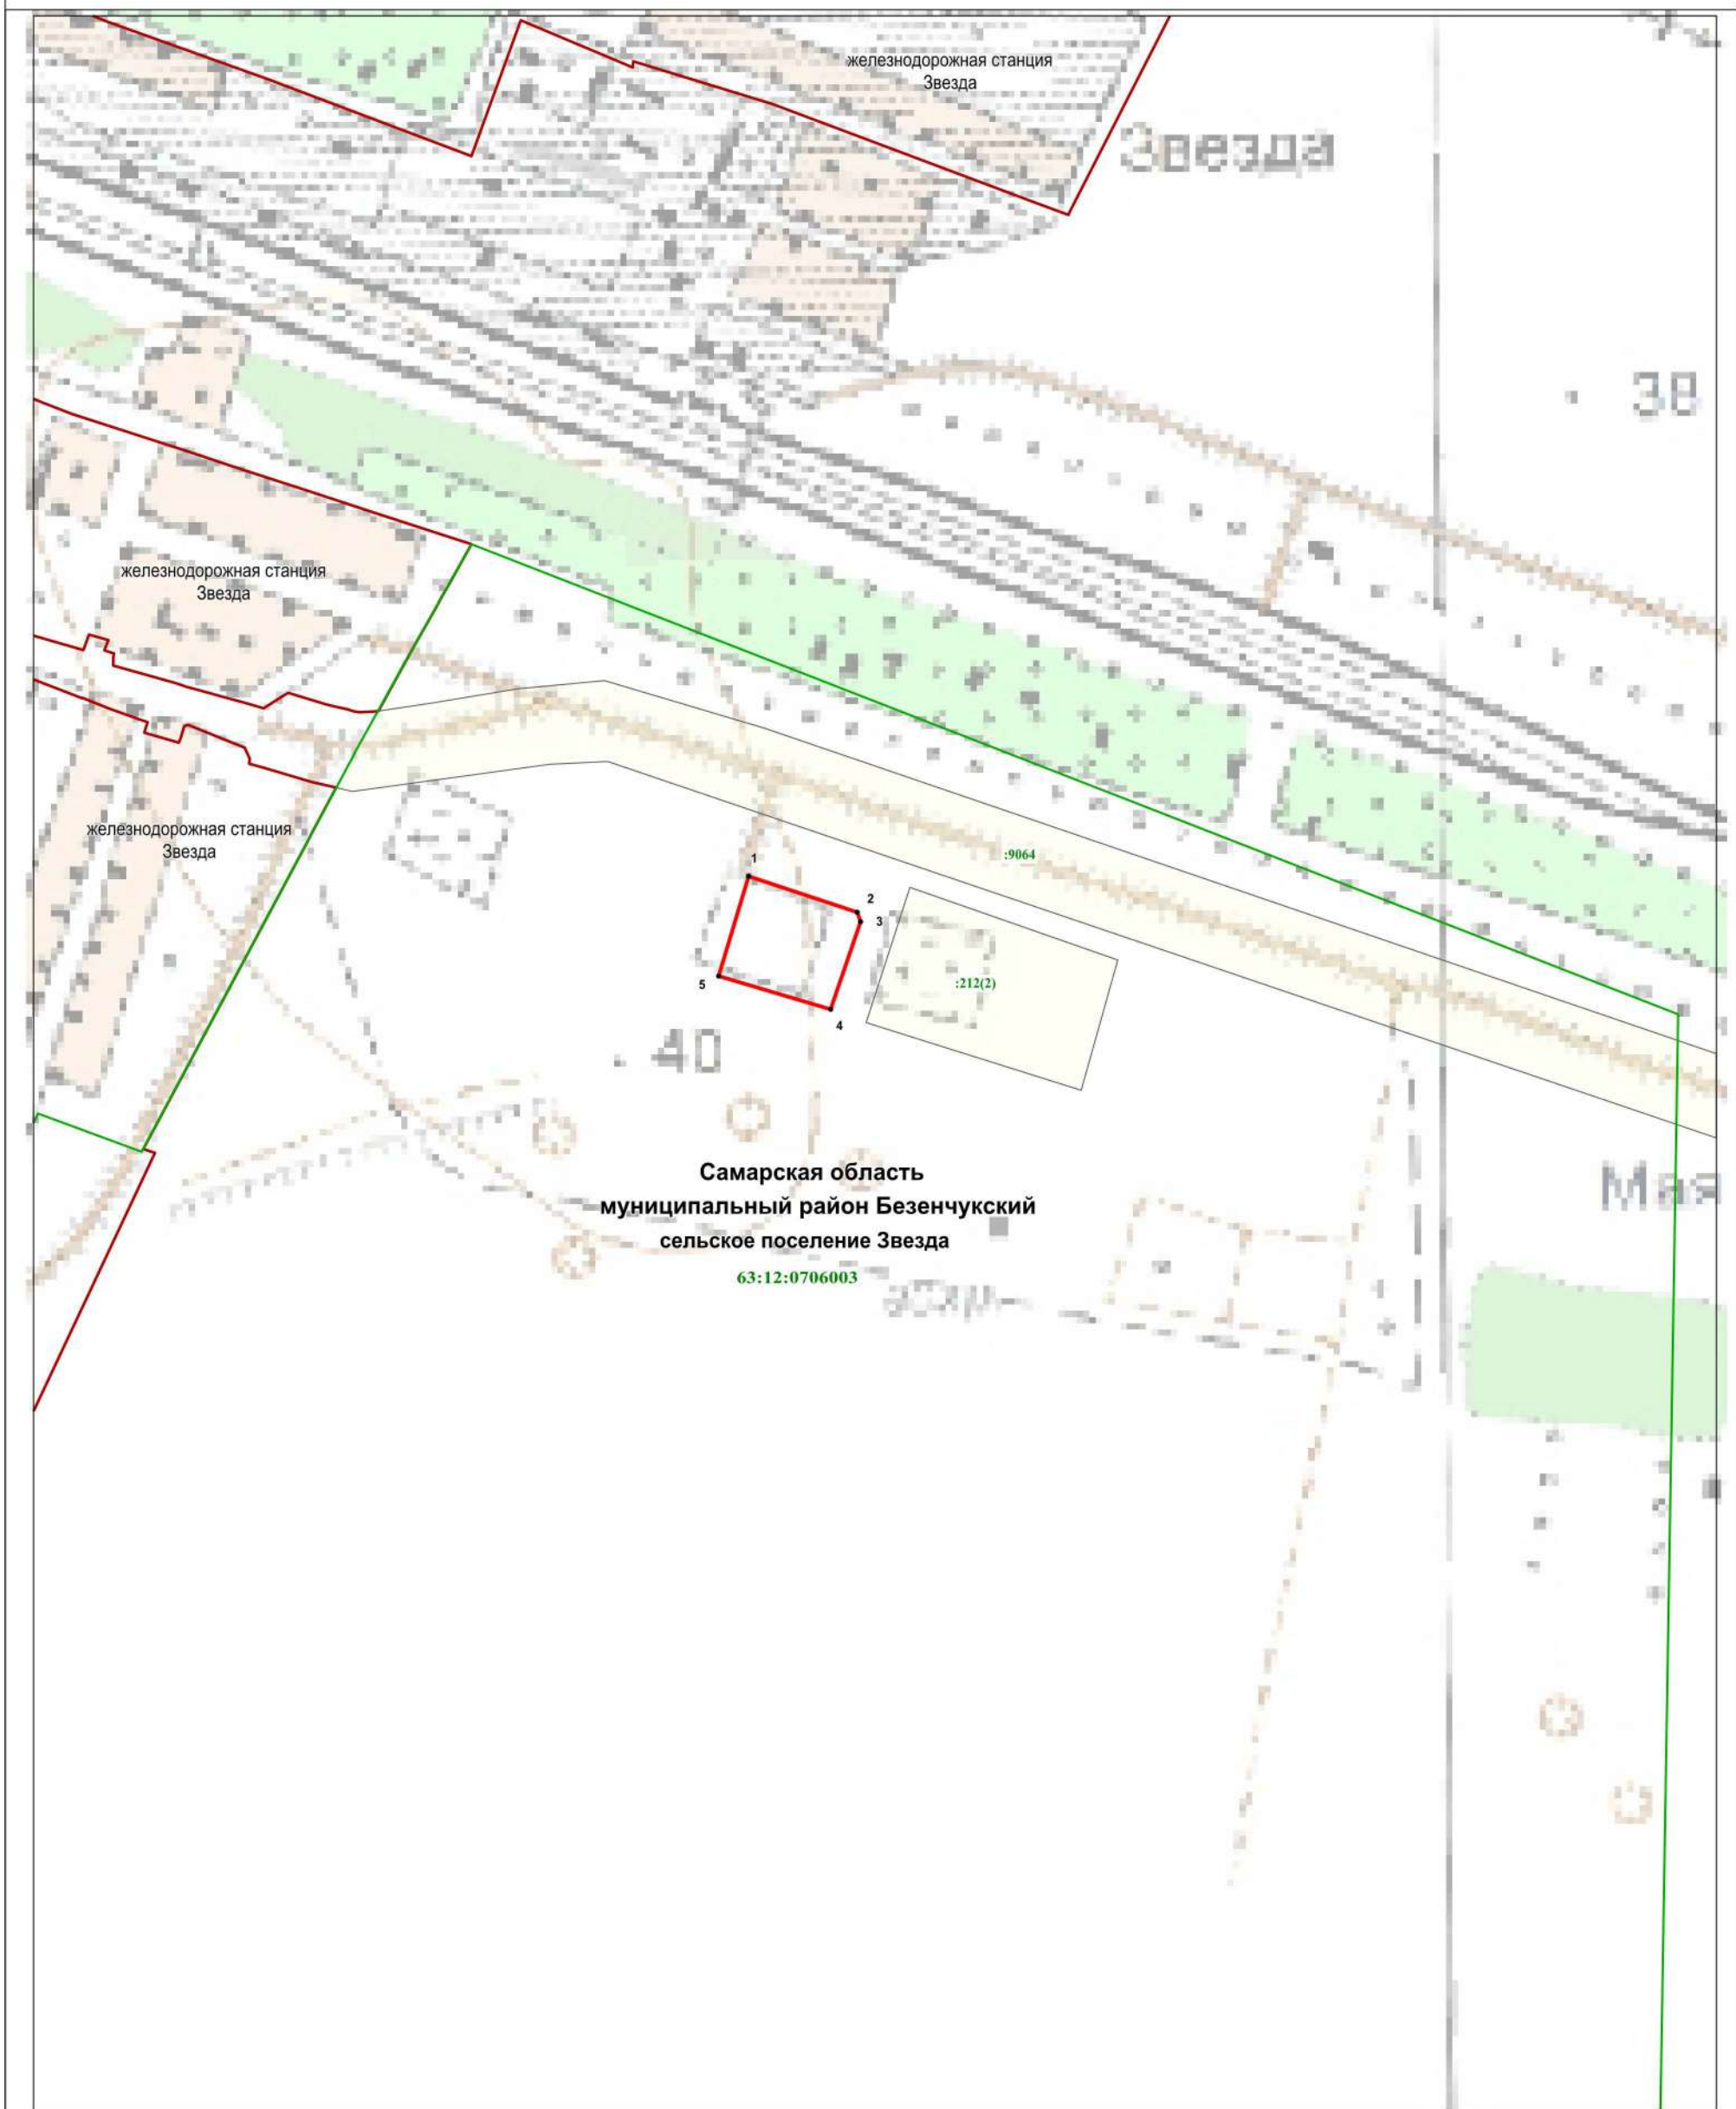 железнодорожная станция
Звезда
Звезда
38
железнодорожная станция
Звезда
железнодорожная станция
Звезда
:9064
1
2
3
:212(2)
5
4
40
Самарская область
муниципальный район Безенчукский
сельское поселение Звезда
63:12:0706003
Мая